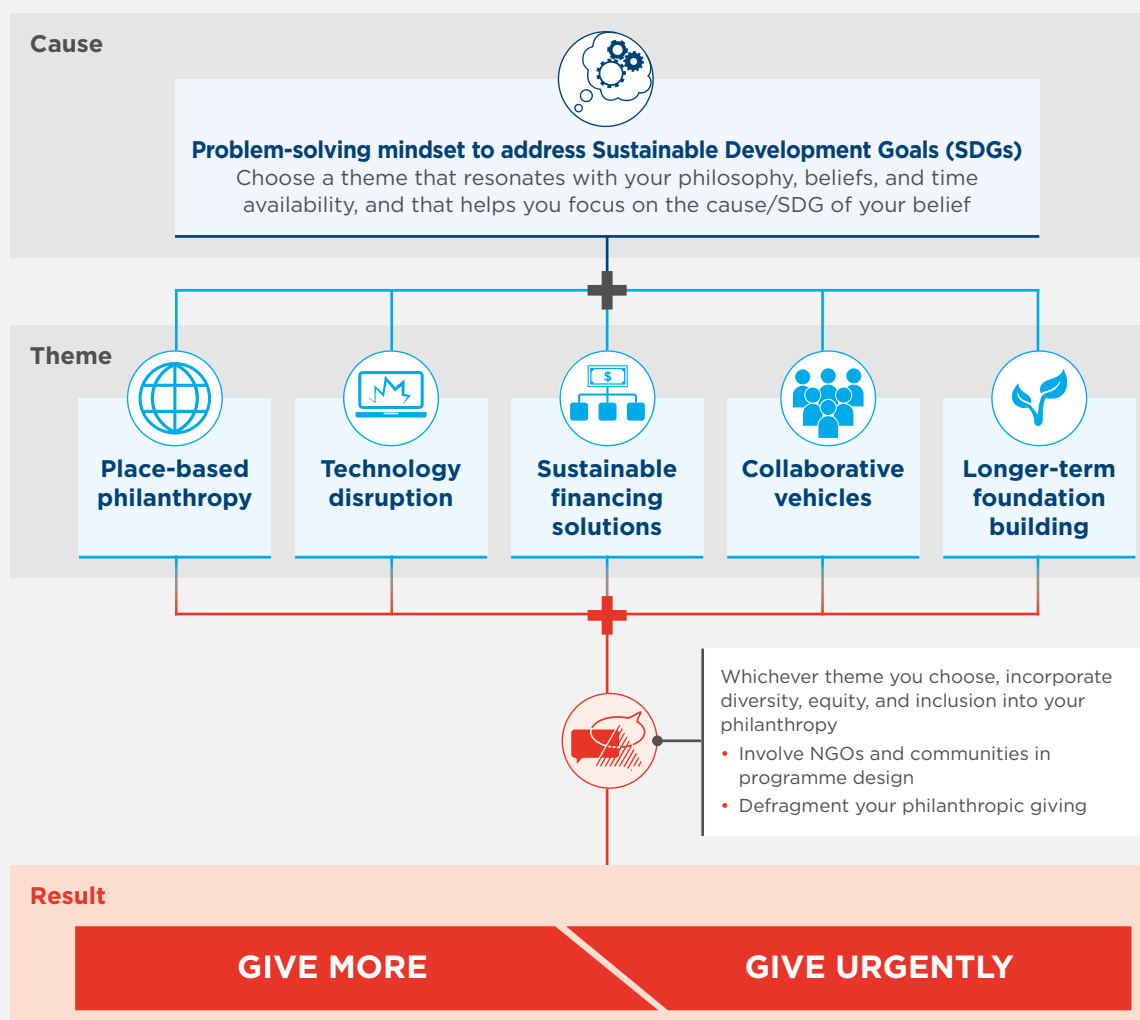 Cause
Problem-solving mindset to address Sustainable Development Goals (SDGs)
Choose a theme that resonates with your philosophy, beliefs, and time
availability, and that helps you focus on the cause/SDG of your belief
Theme
$
Place-based
philanthropy
Technology
disruption
Sustainable
financing
solutions
Collaborative
vehicles
Longer-term
foundation
building
Whichever theme you choose, incorporate
diversity, equity, and inclusion into your
philanthropy
• Involve NGOs and communities in
programme design
• Defragment your philanthropic giving
Result
GIVE MORE
GIVE URGENTLY